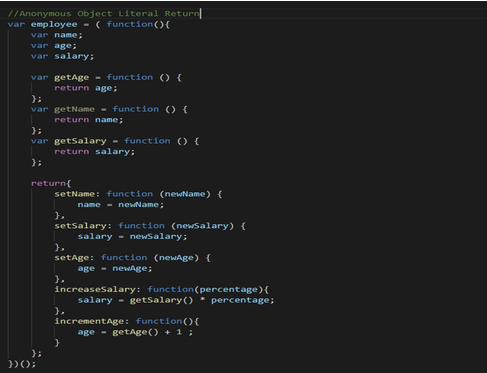 //Anonymous Object Literal Return
var employee = ( function(){
    var name;
    var age;
    var salary;

    var getAge = function () {
        return age;
    };
    var getName = function () {
        return name;
    };
    var getSalary = function () {
        return salary;
    };

    return{
        setName: function (newName) {
            name = newName;
        },
        setSalary: function (newSalary) {
            salary = newSalary;
        },
        setAge: function (newAge) {
            age = newAge;
        },
        increaseSalary: function(percentage){
            salary = getSalary() * percentage;
        },
        incrementAge: function(){
            age = getAge() + 1 ;
        }
    };
})();